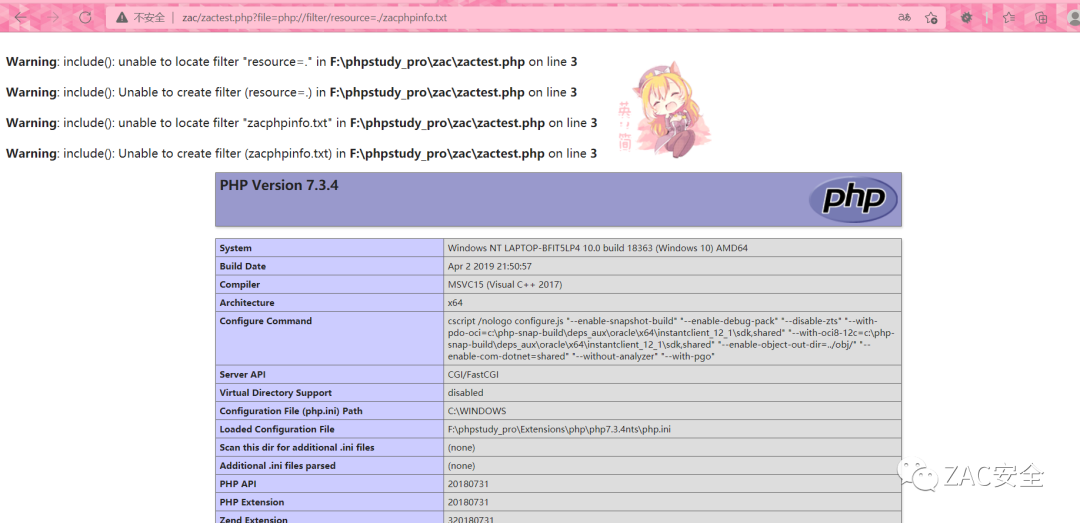 不安全 | zac/zactest.php?file=php://filter/resource=./zacphpinfo.txt
Warning: include(): unable to locate filter "resource=." in F:\phpstudy_pro\zac\zactest.php on line 3
Warning: include(): Unable to create filter (resource=.) in F:\phpstudy_pro\zac\zactest.php on line 3
Warning: include(): unable to locate filter "zacphpinfo.txt" in F:\phpstudy_pro\zac\zactest.php on line 3
Warning: include(): Unable to create filter (zacphpinfo.txt) in F:\phpstudy_pro\zac\zactest.php on line 3
英
简
PHP Version 7.3.4
php
System Windows NT LAPTOP-BFIT5LP4 10.0 build 18363 (Windows 10) AMD64
Build Date Apr 2 2019 21:50:57
Compiler MSVC15 (Visual C++ 2017)
Architecture x64
Configure Command cscript /nologo configure.js "--enable-snapshot-build" "--enable-debug-pack" "--disable-zts" "--with-
pdo-oci=c:\php-snap-build\deps_aux\oracle\x64\instantclient_12_1\sdk,shared" "--with-oci8-12c=c:\php-
snap-build\deps_aux\oracle\x64\instantclient_12_1\sdk,shared" "--enable-object-out-dir=../obj/" "--
enable-com-dotnet=shared" "--without-analyzer" "--with-pgo"
Server API CGI/FastCGI
Virtual Directory Support disabled
Configuration File (php.ini) Path C:\WINDOWS
Loaded Configuration File F:\phpstudy_pro\Extensions\php\php7.3.4nts\php.ini
Scan this dir for additional .ini files (none)
Additional .ini files parsed (none)
PHP API 20180731
PHP Extension 20180731
Zend Extension 320180731
ZAC安全